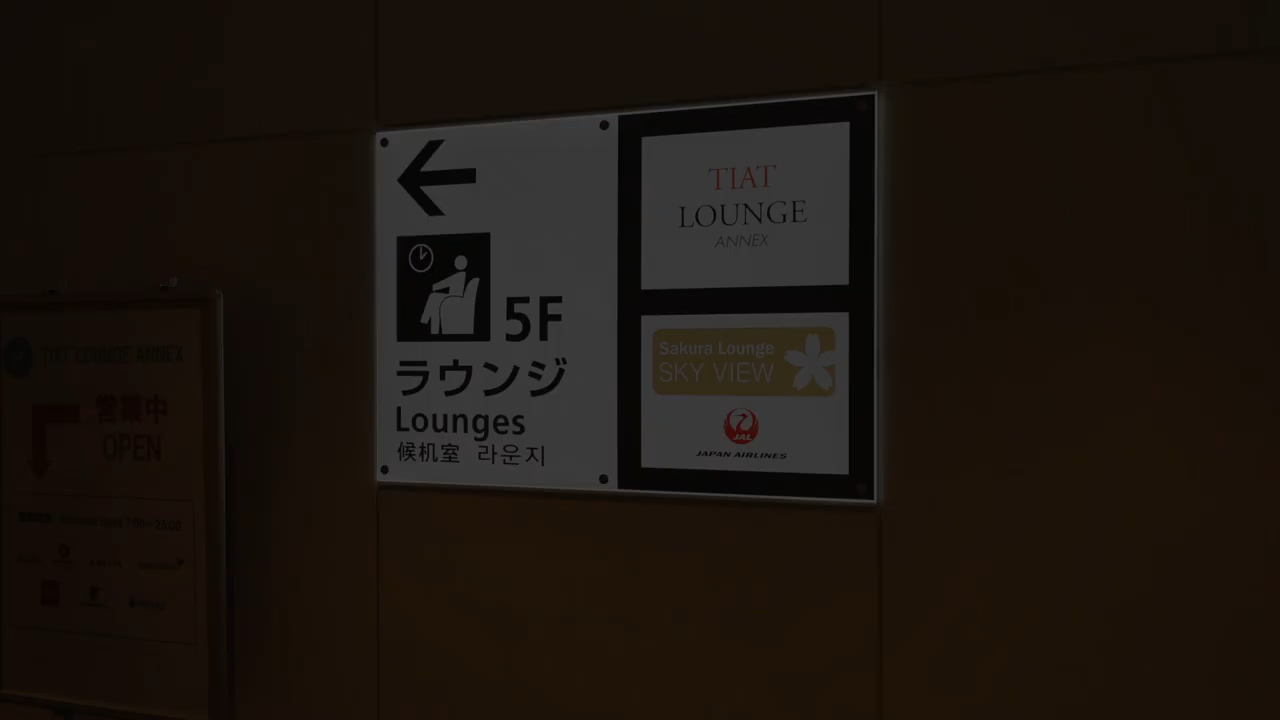 5F
ラウンジ
Lounges
候机室 라운지
TIAT
LOUNGE
ANNEX
Sakura Lounge
SKY VIEW
JAL
JAPAN AIRLINES
TIAT LOUNGE ANNEX
営業中
OPEN